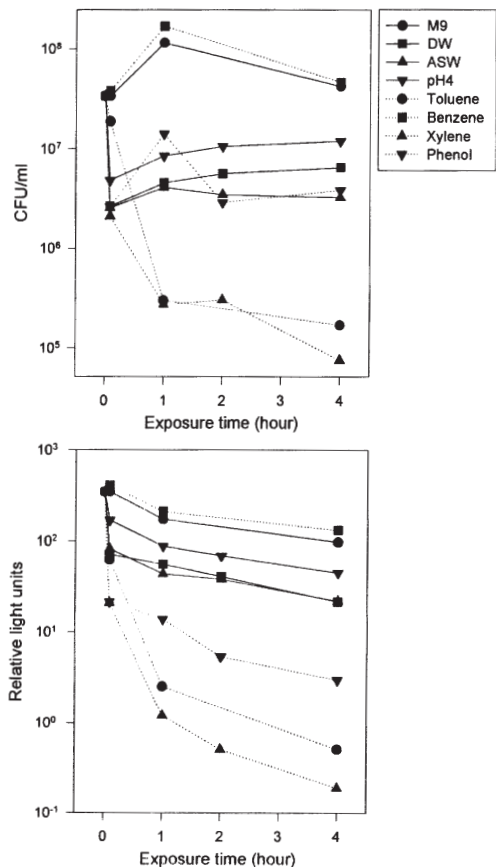 M9
DW
ASW
pH4
Toluene
Benzene
Xylene
Phenol
CFU/ml
10⁸
10⁷
10⁶
10⁵
0 1 2 3 4
Exposure time (hour)
Relative light units
10³
10²
10¹
10⁰
10⁻¹
0 1 2 3 4
Exposure time (hour)